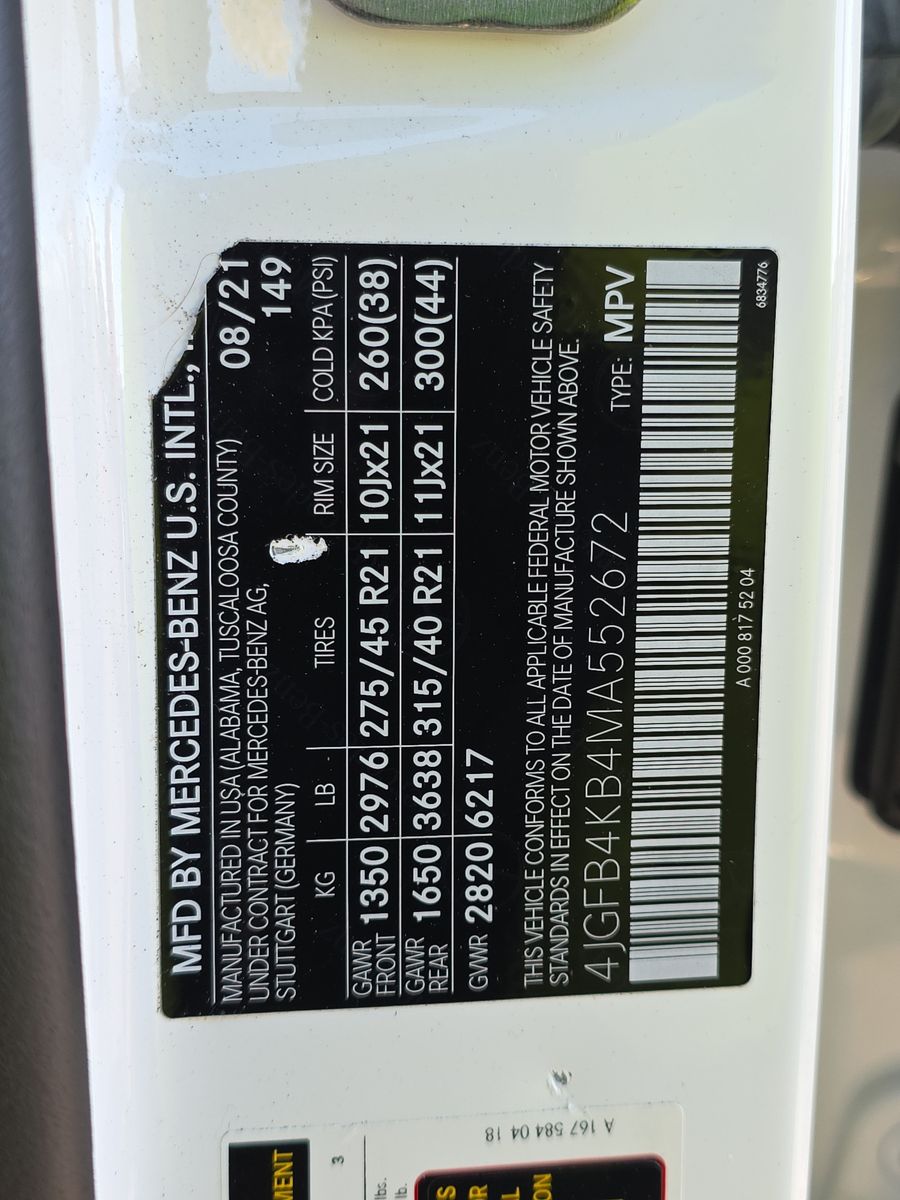 MFD BY MERCEDES-BENZ U.S. INTL.,
MANUFACTURED IN USA (ALABAMA, TUSCALOOSA COUNTY) 08/21
UNDER CONTRACT FOR MERCEDES-BENZ AG, 149
STUTTGART (GERMANY)
KG LB TIRES RIM SIZE COLD KPA (PSI)
GAWR FRONT 1350 2976 275/45 R21 10Jx21 260(38)
GAWR REAR 1650 3638 315/40 R21 11Jx21 300(44)
GVWR 2820 6217
THIS VEHICLE CONFORMS TO ALL APPLICABLE FEDERAL MOTOR VEHICLE SAFETY
STANDARDS IN EFFECT ON THE DATE OF MANUFACTURE SHOWN ABOVE.
4JGFB4KB4MA552672 TYPE: MPV
A 000 817 52 04 6834776
A 167 584 04 18
3
lbs.
lb.